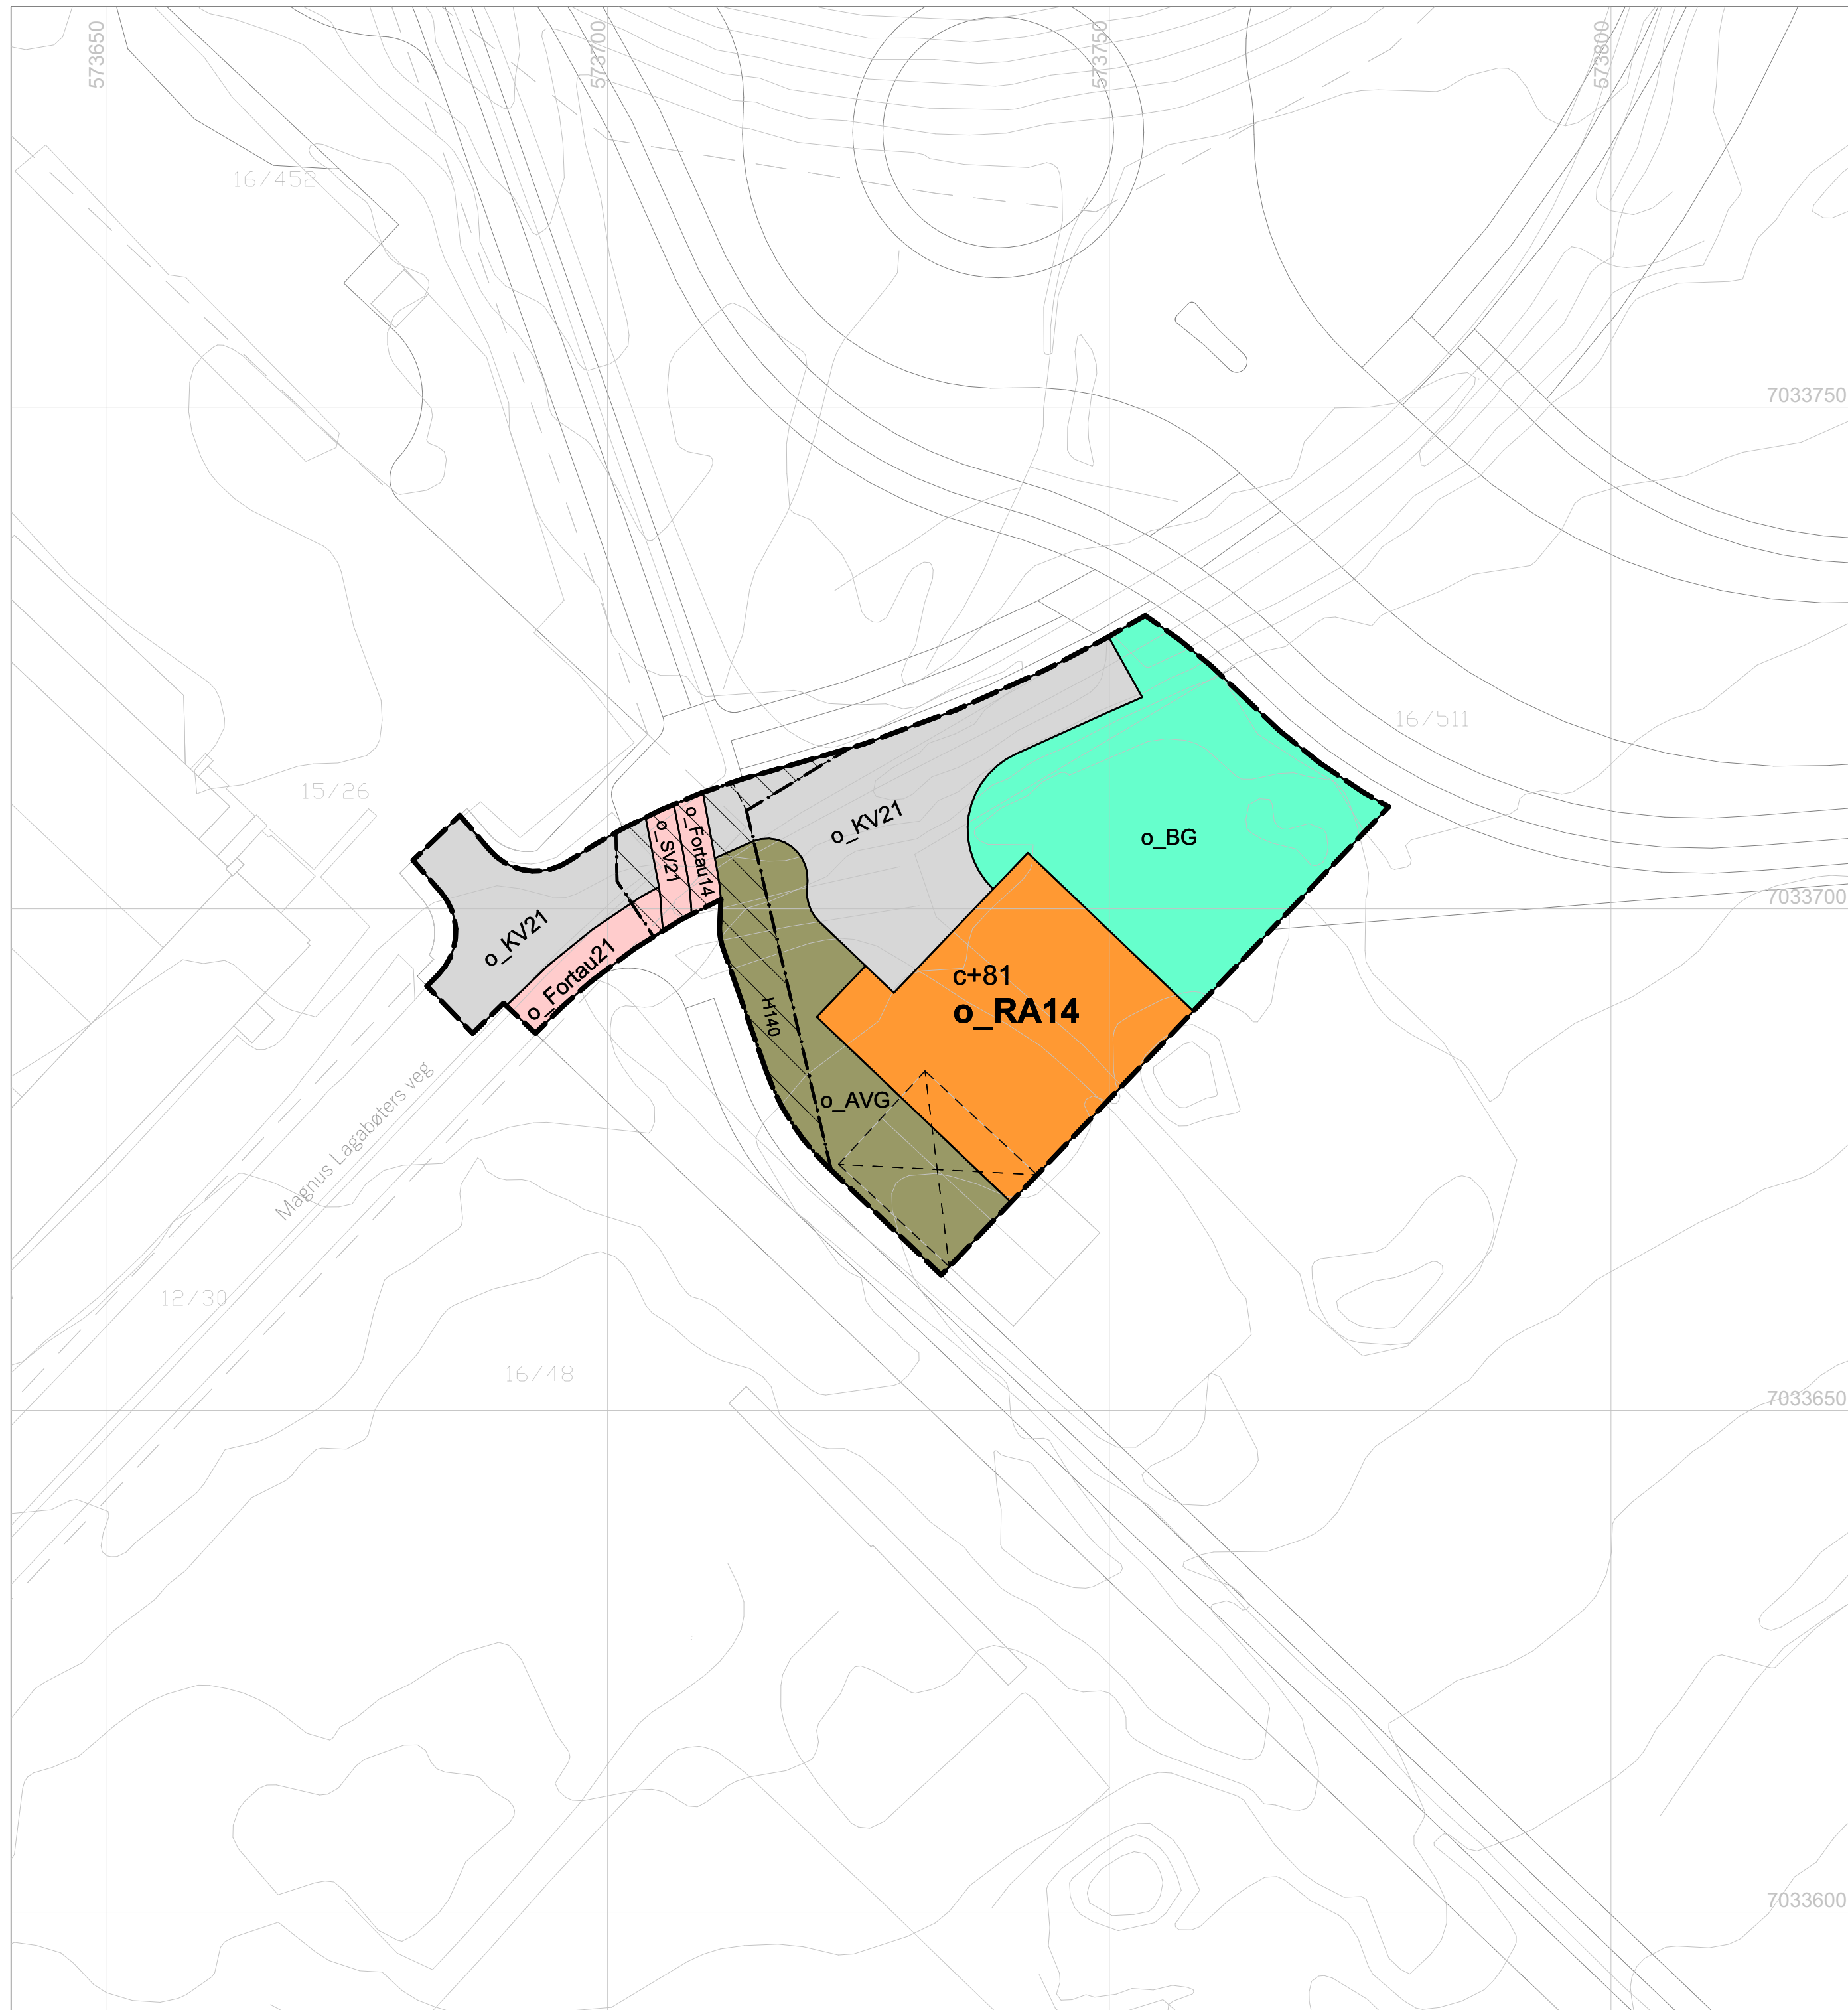 573650
573700
573750
573800
16/452
7033750
16/511
15/26
o_KV21
o_SV21
o_Fortau14
o_BG
7033700
o_KV21
o_Fortau21
c+81
o_RA14
H140
o_AVG
Magnus Lagabøters veg
12/30
16/48
7033650
7033600